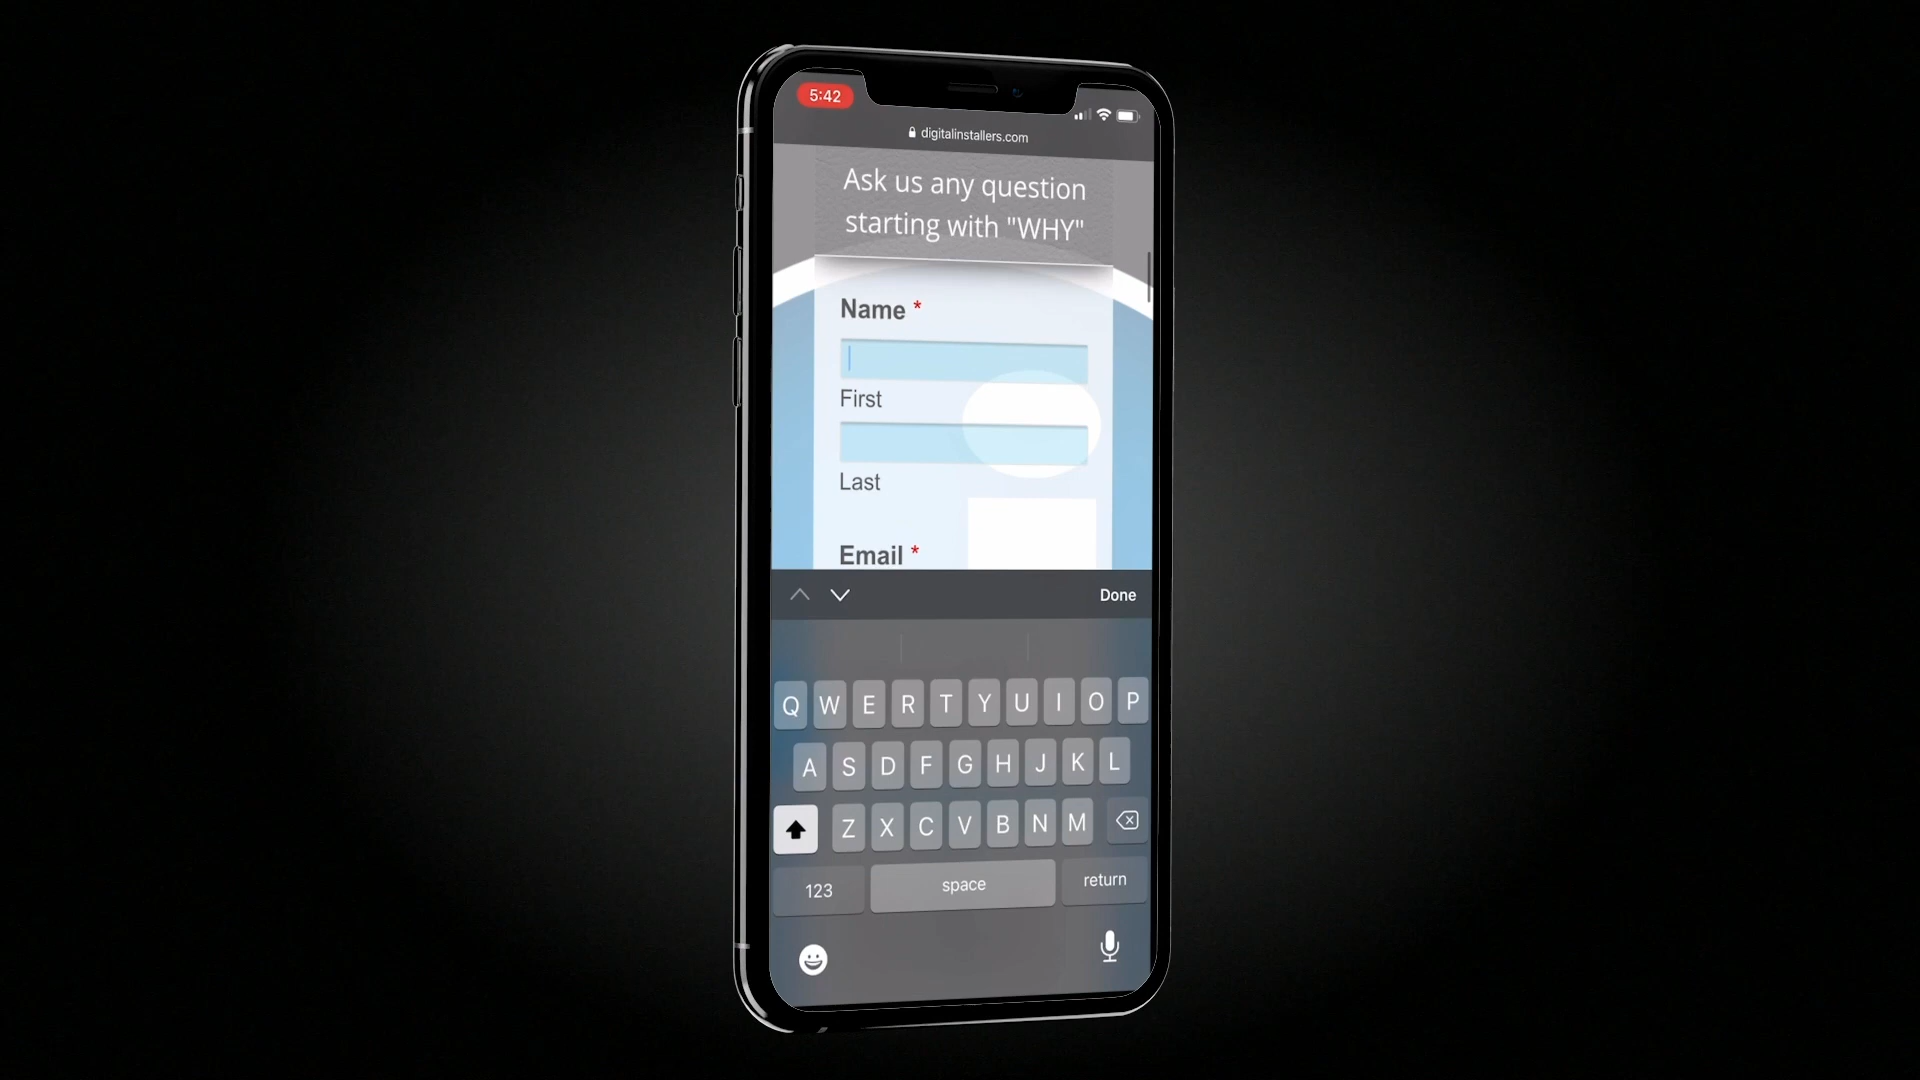 5:42
digitalinstallers.com
Ask us any question
starting with "WHY"
Name *
First
Last
Email *
Done
Q W E R T Y U I O P
A S D F G H J K L
Z X C V B N M
123 space return